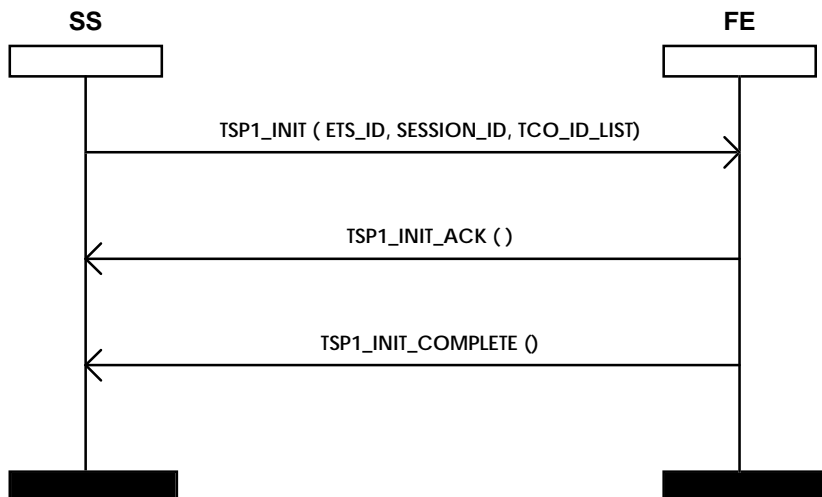 SS
FE
TSP1_INIT ( ETS_ID, SESSION_ID, TCO_ID_LIST)
TSP1_INIT_ACK ( )
TSP1_INIT_COMPLETE ()